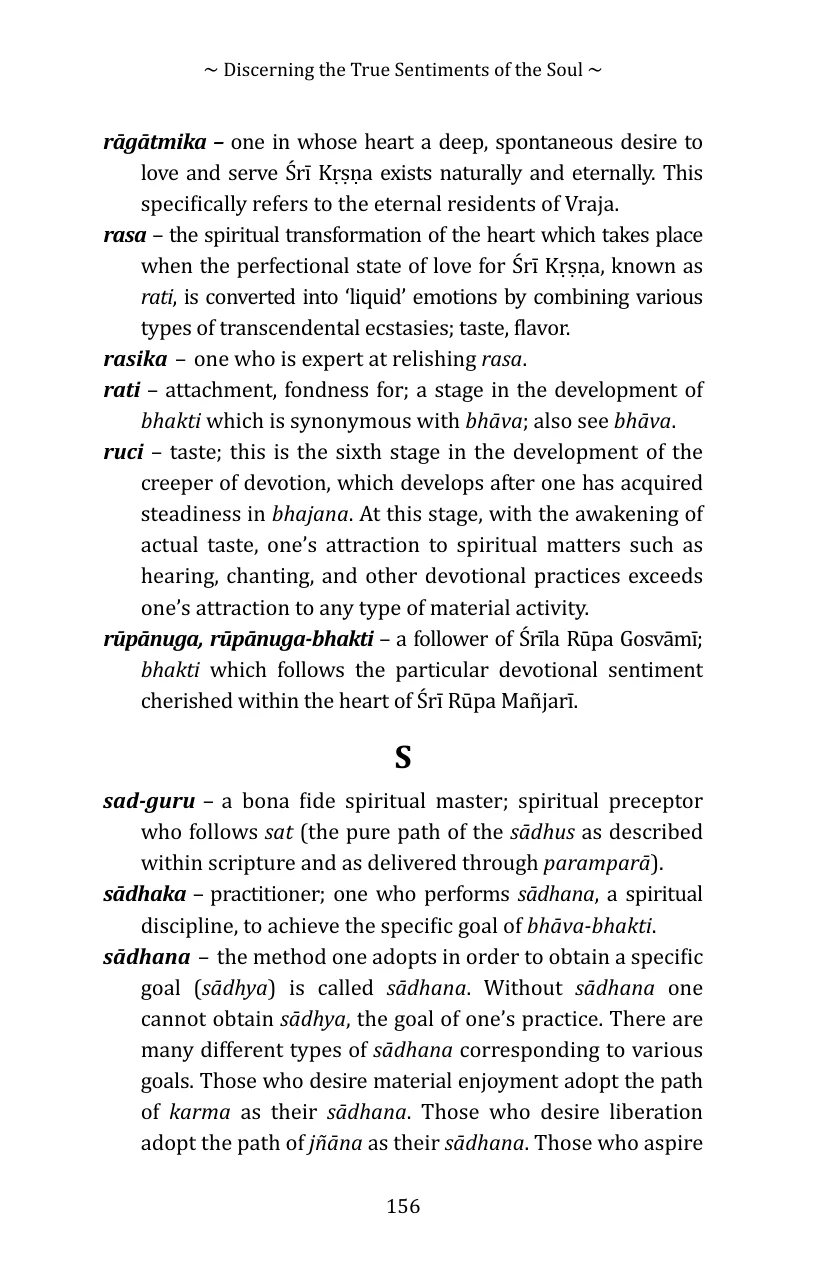 ~ Discerning the True Sentiments of the Soul ~
rāgātmika – one in whose heart a deep, spontaneous desire to
love and serve Śrī Kṛṣṇa exists naturally and eternally. This
specifically refers to the eternal residents of Vraja.
rasa – the spiritual transformation of the heart which takes place
when the perfectional state of love for Śrī Kṛṣṇa, known as
rati, is converted into ‘liquid’ emotions by combining various
types of transcendental ecstasies; taste, flavor.
rasika – one who is expert at relishing rasa.
rati – attachment, fondness for; a stage in the development of
bhakti which is synonymous with bhāva; also see bhāva.
ruci – taste; this is the sixth stage in the development of the
creeper of devotion, which develops after one has acquired
steadiness in bhajana. At this stage, with the awakening of
actual taste, one’s attraction to spiritual matters such as
hearing, chanting, and other devotional practices exceeds
one’s attraction to any type of material activity.
rūpānuga, rūpānuga-bhakti – a follower of Śrīla Rūpa Gosvāmī;
bhakti which follows the particular devotional sentiment
cherished within the heart of Śrī Rūpa Mañjarī.
S
sad-guru – a bona fide spiritual master; spiritual preceptor
who follows sat (the pure path of the sādhus as described
within scripture and as delivered through paramparā).
sādhaka – practitioner; one who performs sādhana, a spiritual
discipline, to achieve the specific goal of bhāva-bhakti.
sādhana – the method one adopts in order to obtain a specific
goal (sādhya) is called sādhana. Without sādhana one
cannot obtain sādhya, the goal of one’s practice. There are
many different types of sādhana corresponding to various
goals. Those who desire material enjoyment adopt the path
of karma as their sādhana. Those who desire liberation
adopt the path of jñāna as their sādhana. Those who aspire
156